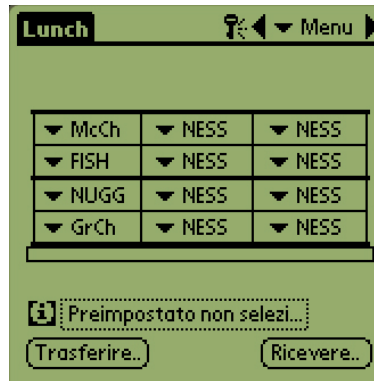 Lunch Menu
McCh NESS NESS
FISH NESS NESS
NUGG NESS NESS
GrCh NESS NESS
[i] Preimpostato non selezi...
Trasferire.. Ricevere..